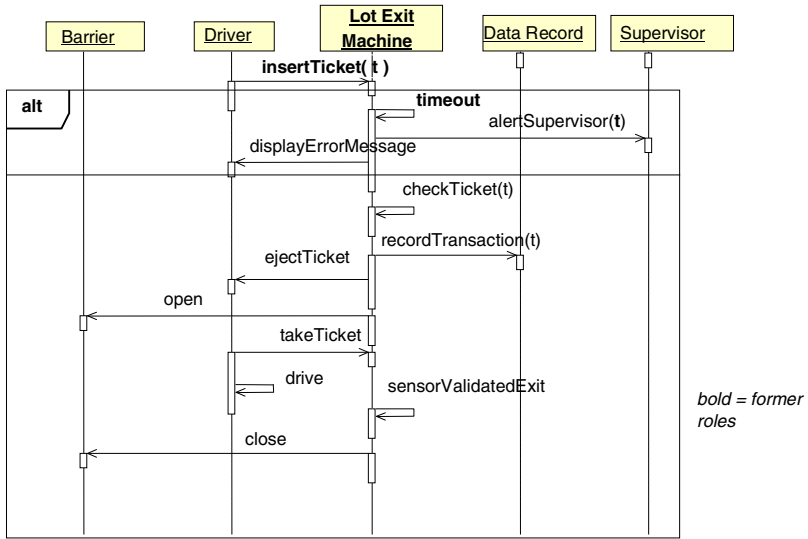 Barrier
Driver
Lot Exit
Machine
Data Record
Supervisor
insertTicket( t )
alt
timeout
alertSupervisor(t)
displayErrorMessage
checkTicket(t)
recordTransaction(t)
ejectTicket
open
takeTicket
drive
sensorValidatedExit
bold = former
roles
close